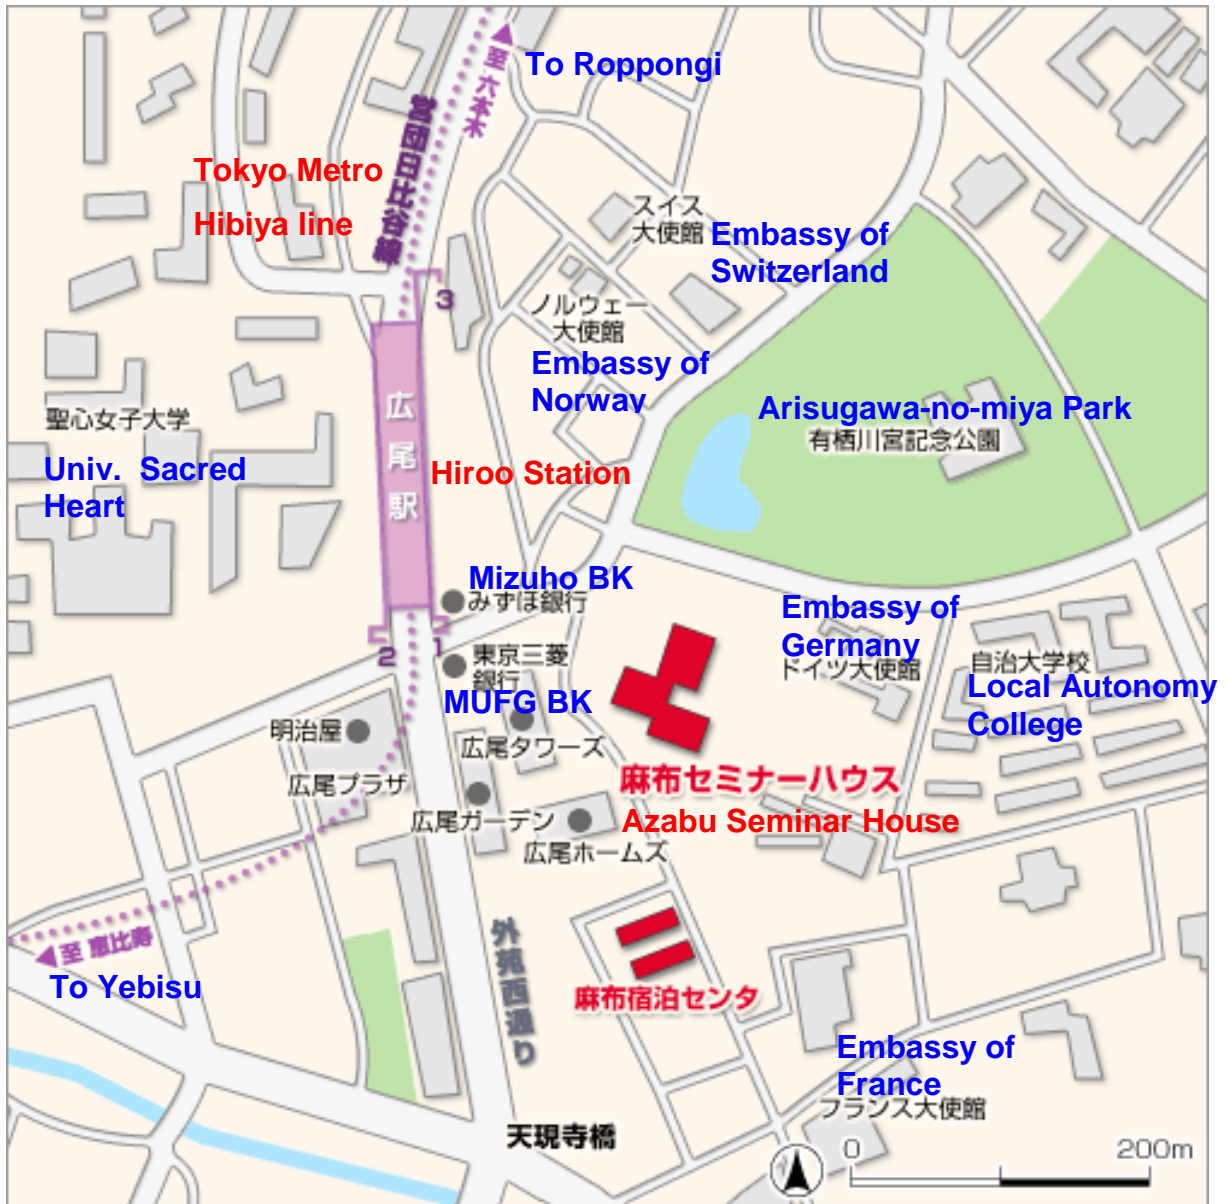 To Roppongi
至 六本木
営団日比谷線
Tokyo Metro
Hibiya line
スイス
大使館
Embassy of
Switzerland
3
ノルウェー
大使館
Embassy of
Norway
Arisugawa-no-miya Park
有栖川宮記念公園
聖心女子大学
Univ. Sacred
Heart
広尾駅
Hiroo Station
Mizuho BK
みずほ銀行
Embassy of
Germany
ドイツ大使館
2
1
東京三菱
銀行
MUFG BK
自治大学校
Local Autonomy
College
明治屋
広尾タワーズ
広尾プラザ
麻布セミナーハウス
Azabu Seminar House
広尾ガーデン
広尾ホームズ
外苑西通り
至 恵比寿
To Yebisu
麻布宿泊センタ
Embassy of
France
フランス大使館
天現寺橋
0
200m